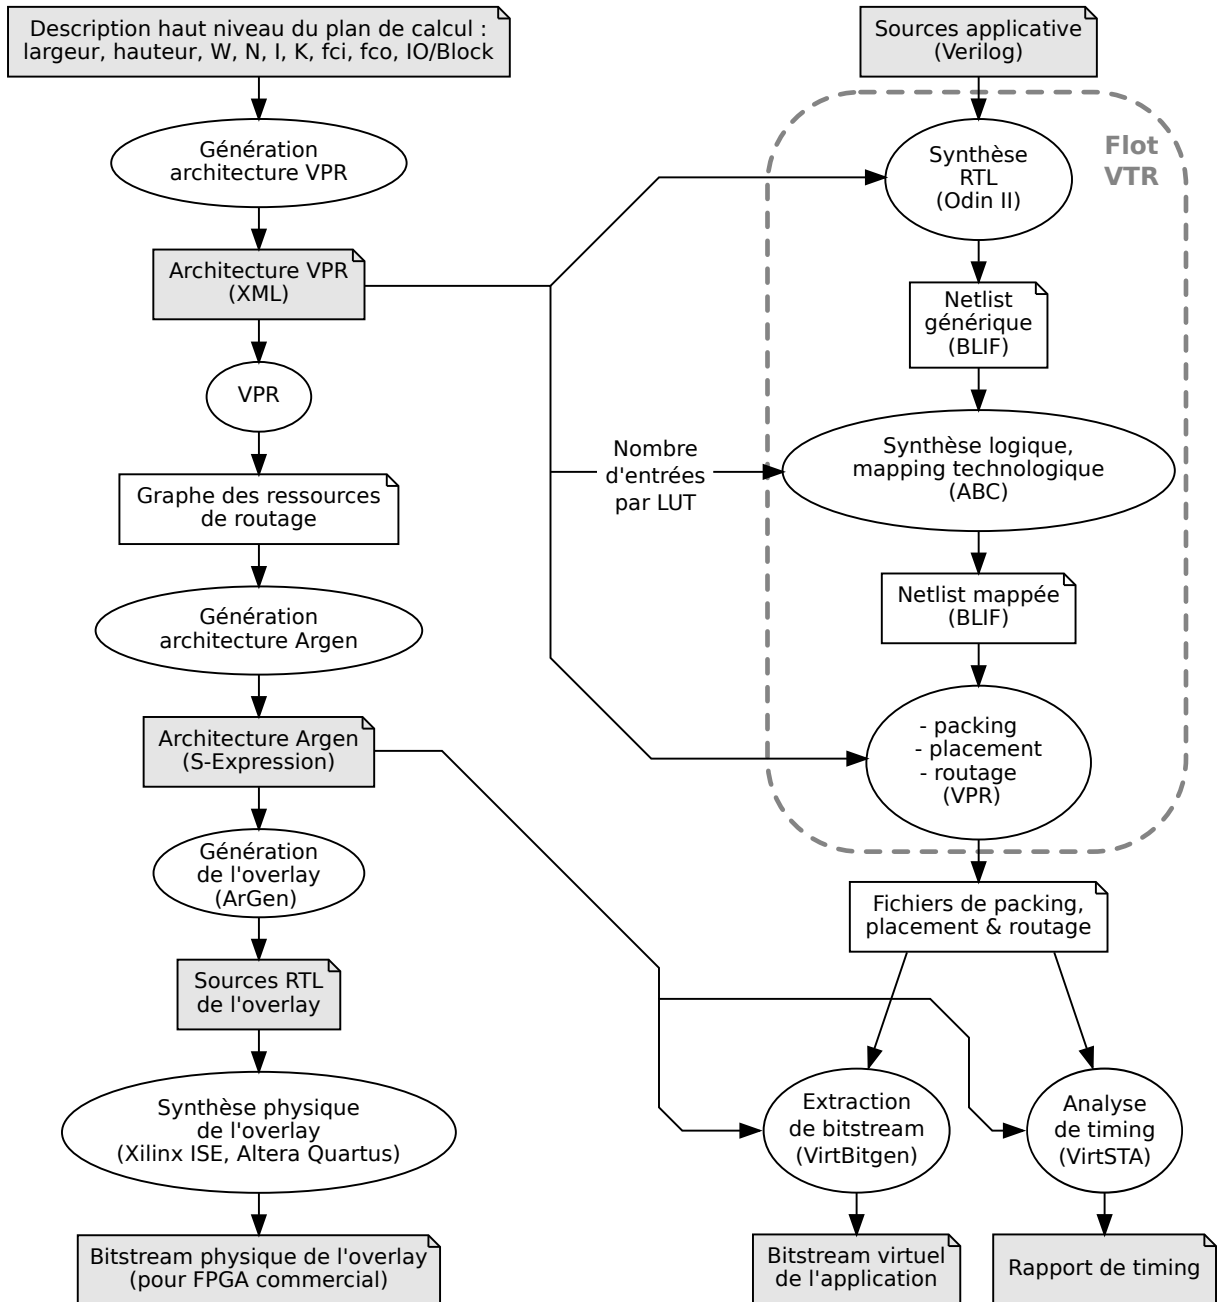 Description haut niveau du plan de calcul :
largeur, hauteur, W, N, I, K, fci, fco, IO/Block
Génération
architecture VPR
Architecture VPR
(XML)
VPR
Graphe des ressources
de routage
Génération
architecture Argen
Architecture Argen
(S-Expression)
Génération
de l'overlay
(ArGen)
Sources RTL
de l'overlay
Synthèse physique
de l'overlay
(Xilinx ISE, Altera Quartus)
Bitstream physique de l'overlay
(pour FPGA commercial)
Nombre
d'entrées
par LUT
Sources applicative
(Verilog)
Flot
VTR
Synthèse
RTL
(Odin II)
Netlist
générique
(BLIF)
Synthèse logique,
mapping technologique
(ABC)
Netlist mappée
(BLIF)
- packing
- placement
- routage
(VPR)
Fichiers de packing,
placement & routage
Extraction
de bitstream
(VirtBitgen)
Bitstream virtuel
de l'application
Analyse
de timing
(VirtSTA)
Rapport de timing